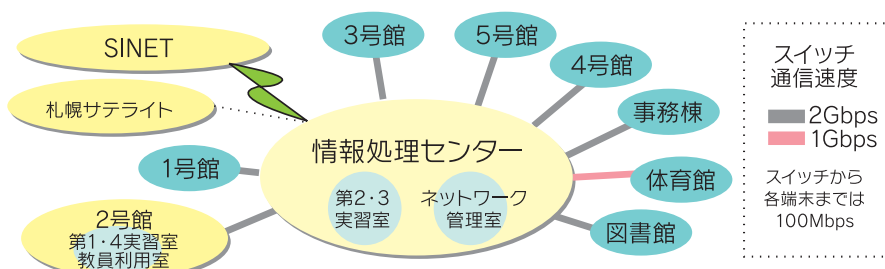 SINET
札幌サテライト
1号館
2号館
第1・4実習室
教員利用室
3号館
5号館
4号館
事務棟
体育館
図書館
情報処理センター
第2・3
実習室
ネットワーク
管理室
スイッチ
通信速度
2Gbps
1Gbps
スイッチから
各端末までは
100Mbps